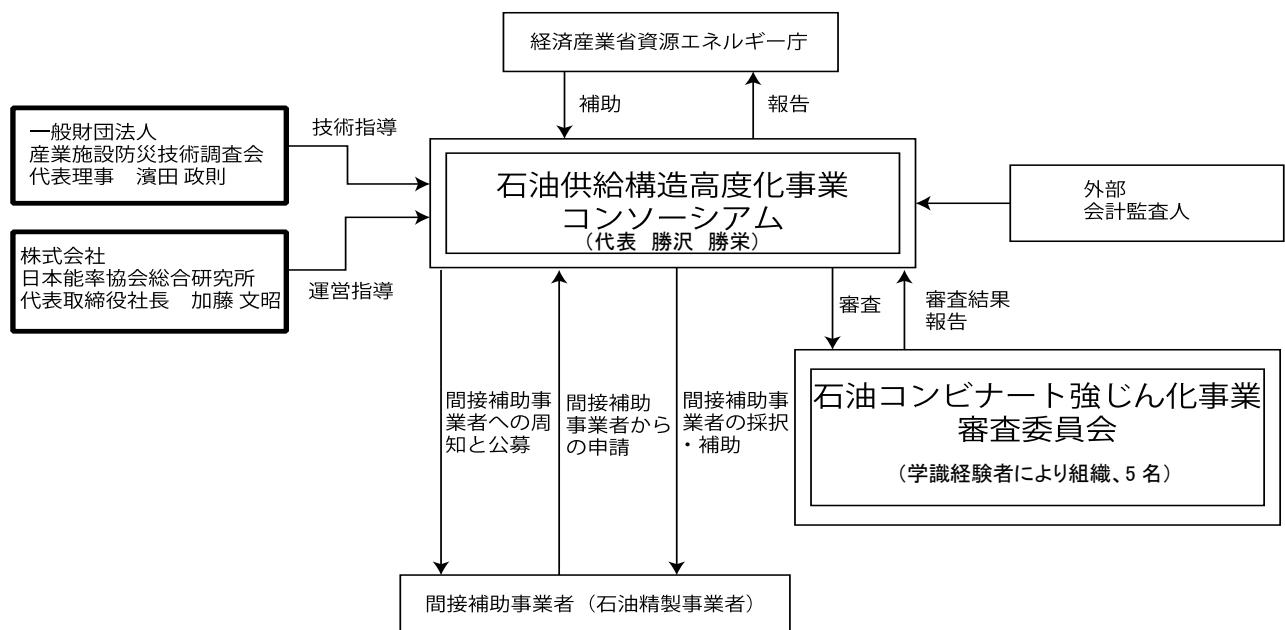 経済産業省資源エネルギー庁
補助
報告
一般財団法人
産業施設防災技術調査会
代表理事　濱田 政則
技術指導
石油供給構造高度化事業
コンソーシアム
（代表 勝沢 勝栄）
外部
会計監査人
株式会社
日本能率協会総合研究所
代表取締役社長　加藤 文昭
運営指導
審査
審査結果
報告
間接補助事
業者への周
知と公募
間接補助
事業者から
の申請
間接補助事
業者の採択
・補助
石油コンビナート強じん化事業
審査委員会
（学識経験者により組織、5 名）
間接補助事業者（石油精製事業者）